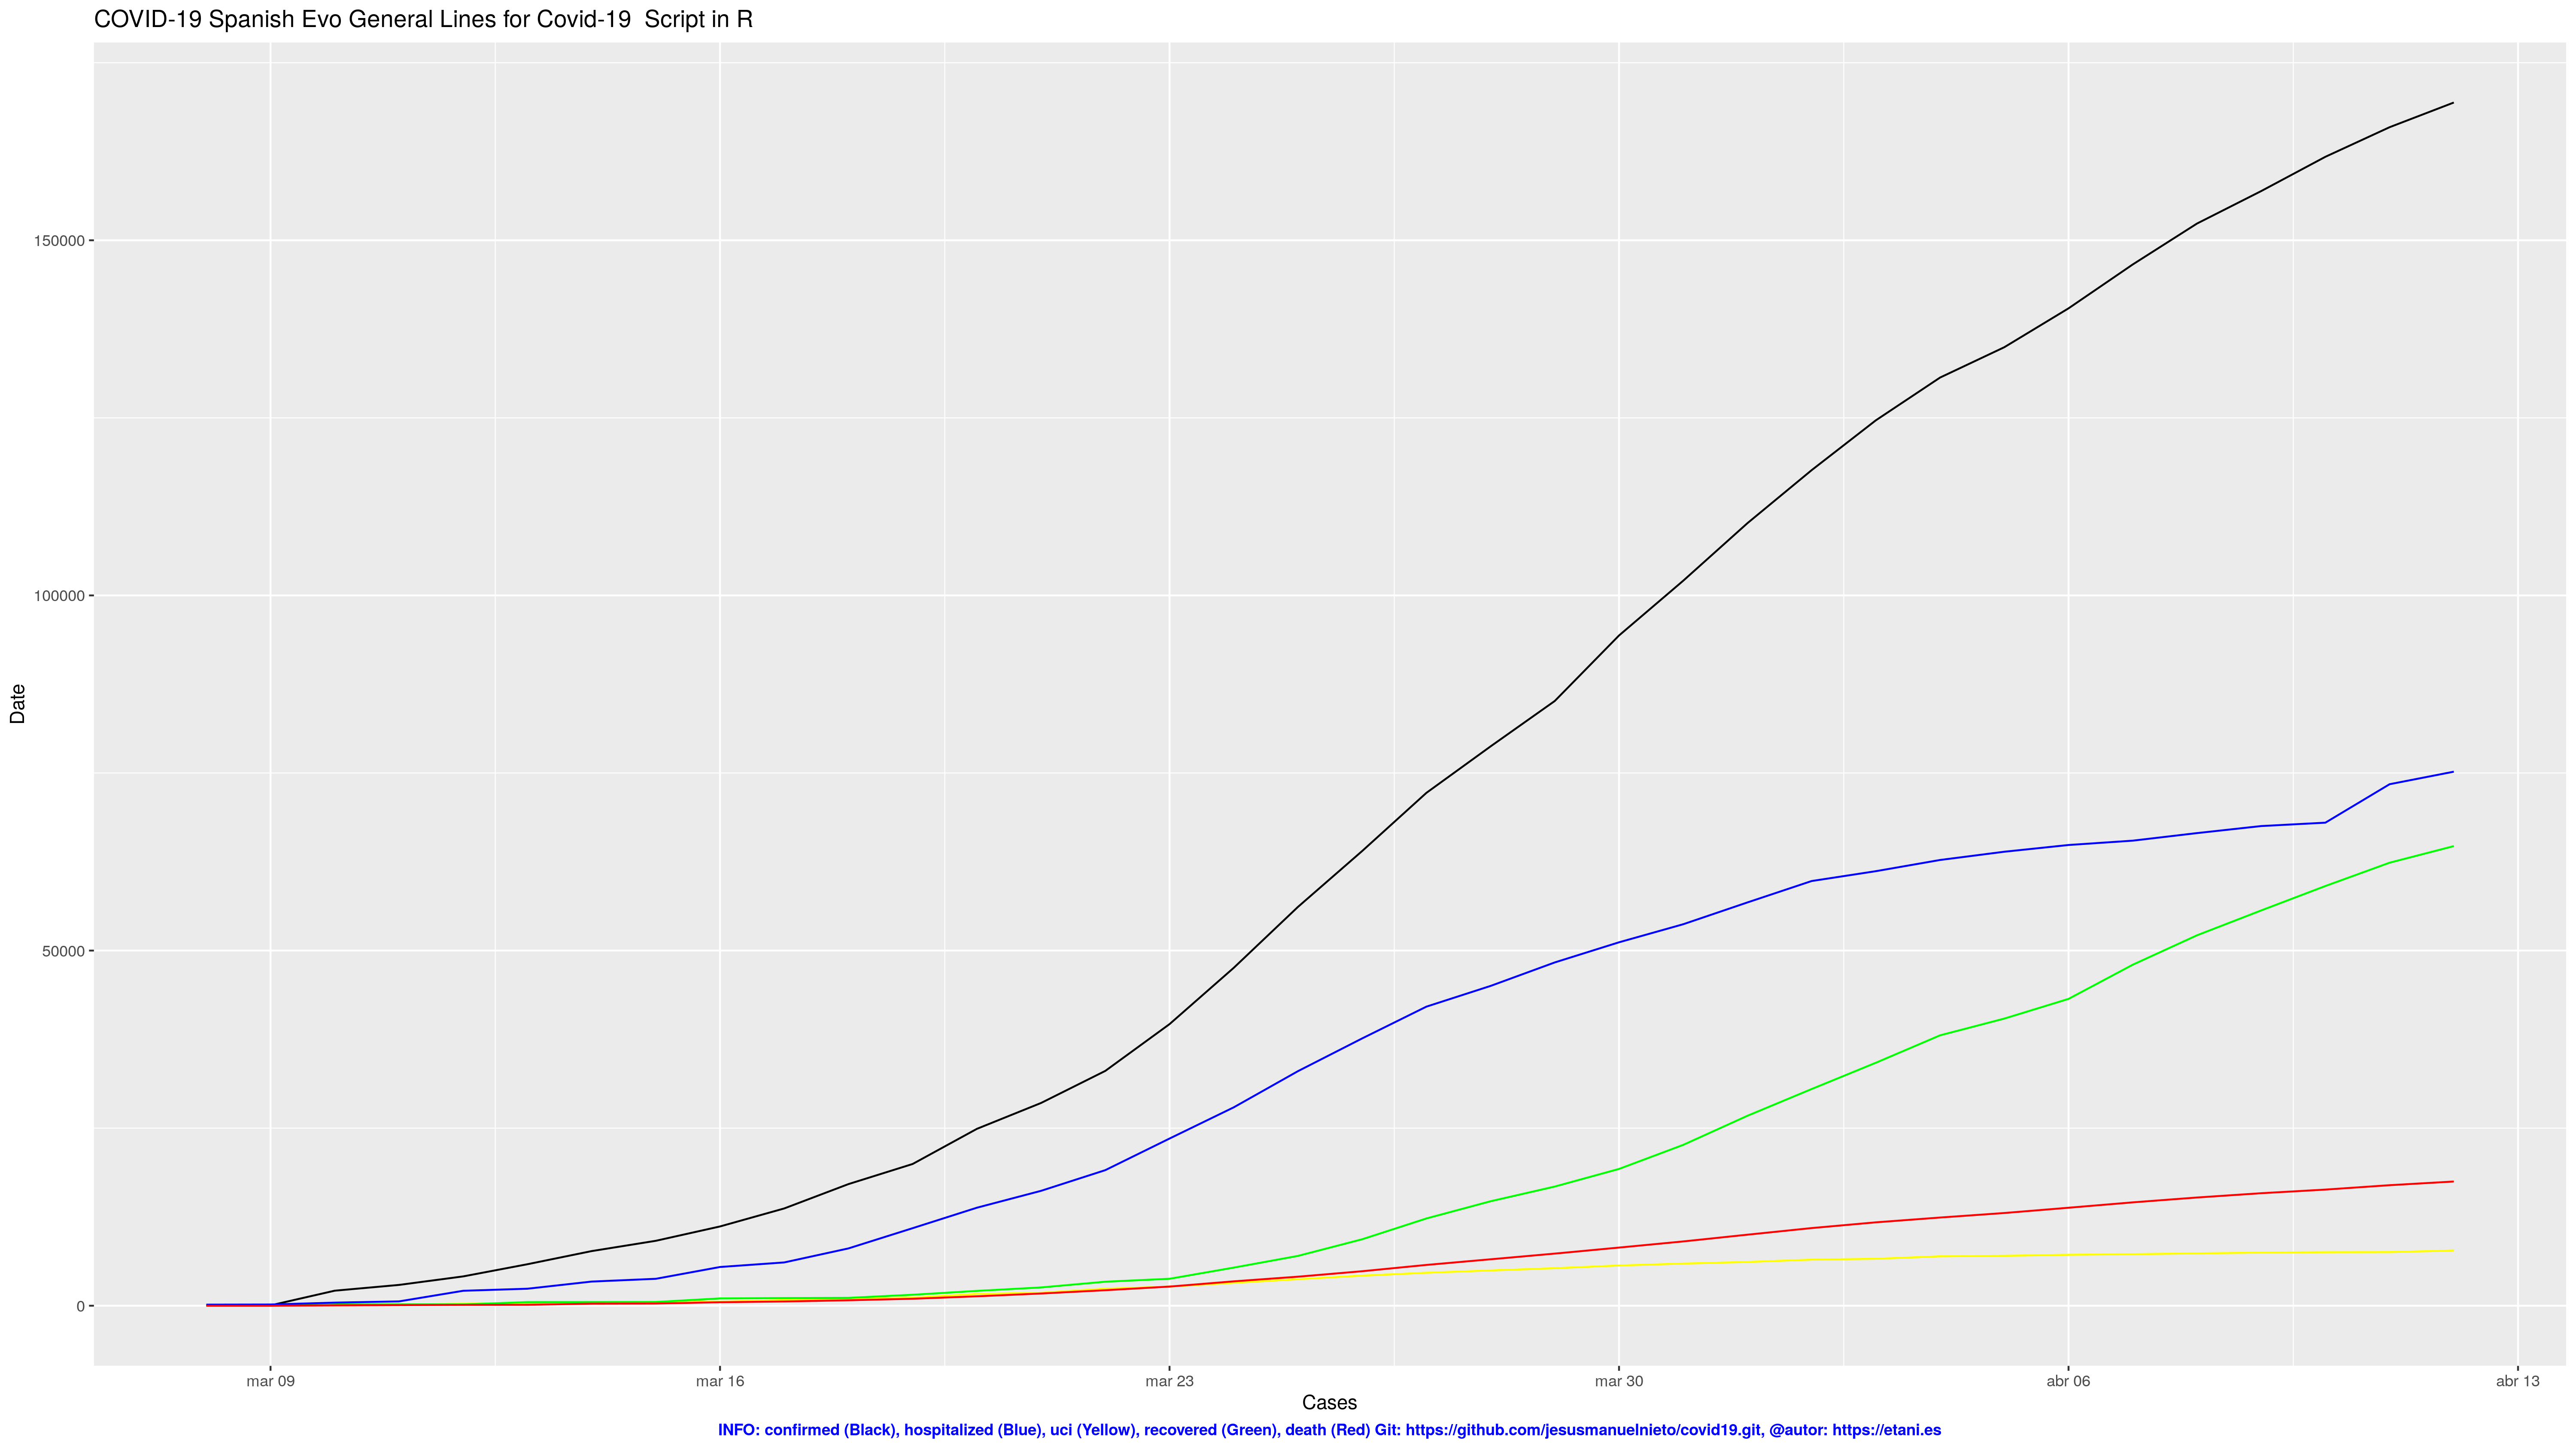 COVID-19 Spanish Evo General Lines for Covid-19  Script in R
Date
150000
100000
50000
0
mar 09
mar 16
mar 23
mar 30
abr 06
abr 13
Cases
INFO: confirmed (Black), hospitalized (Blue), uci (Yellow), recovered (Green), death (Red) Git: https://github.com/jesusmanuelnieto/covid19.git, @autor: https://etani.es